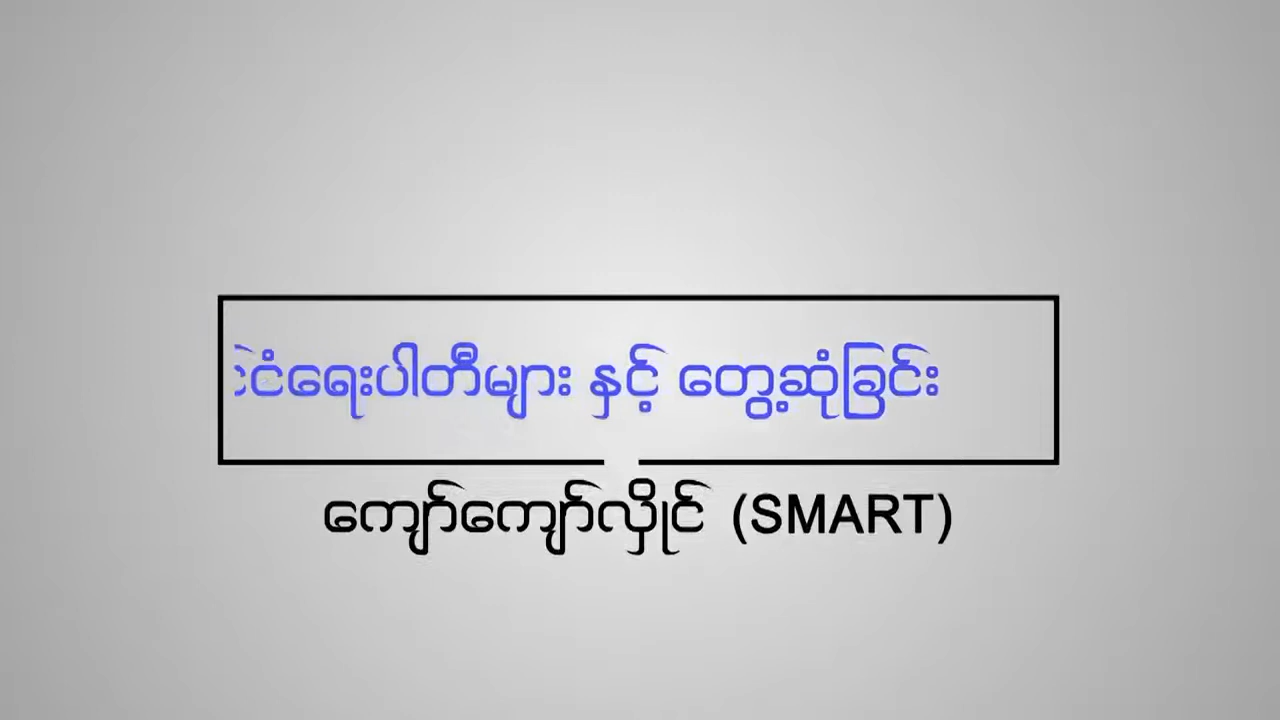 ငံရေးပါတီများ နှင့် တွေ့ဆုံခြင်း
ကျော်ကျော်လှိုင် (SMART)